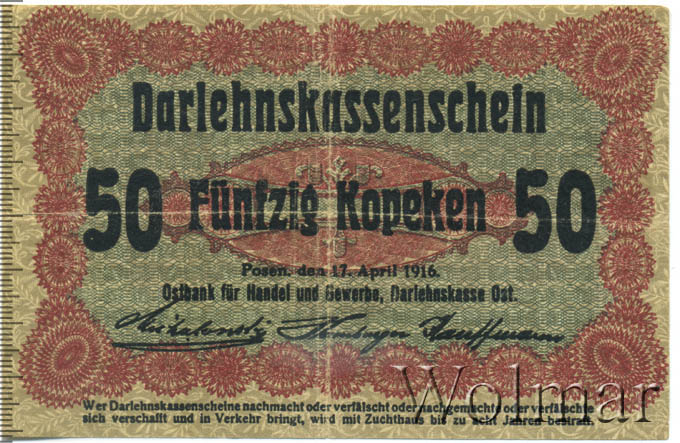 Darlehnskassenschein
50 Fünfzig Kopeken 50
Posen, den 17. April 1916.
Ostbank für Handel und Gewerbe, Darlehnskasse Ost.
Kauffmann
Wer Darlehnskassenscheine nachmacht oder verfälscht oder nachgemachte oder verfälschte
sich verschafft und in Verkehr bringt, wird mit Zuchthaus bis zu acht Jahren bestraft.
Wolmar